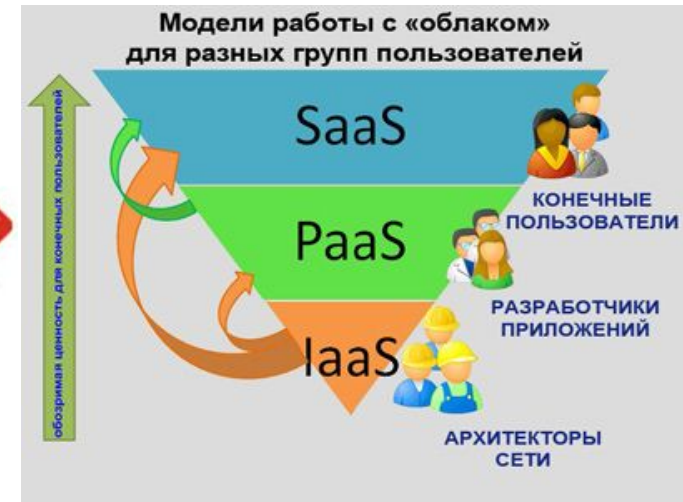 Модели работы с «облаком»
для разных групп пользователей
обозримая ценность для конечных пользователей
SaaS
КОНЕЧНЫЕ
ПОЛЬЗОВАТЕЛИ
PaaS
РАЗРАБОТЧИКИ
ПРИЛОЖЕНИЙ
IaaS
АРХИТЕКТОРЫ
СЕТИ